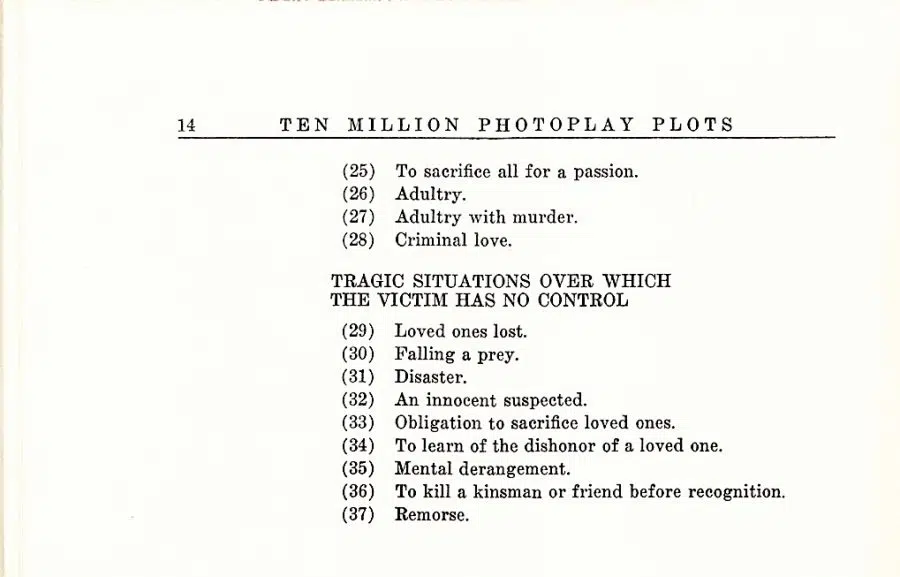 14 TEN MILLION PHOTOPLAY PLOTS
(25) To sacrifice all for a passion.
(26) Adultry.
(27) Adultry with murder.
(28) Criminal love.
TRAGIC SITUATIONS OVER WHICH
THE VICTIM HAS NO CONTROL
(29) Loved ones lost.
(30) Falling a prey.
(31) Disaster.
(32) An innocent suspected.
(33) Obligation to sacrifice loved ones.
(34) To learn of the dishonor of a loved one.
(35) Mental derangement.
(36) To kill a kinsman or friend before recognition.
(37) Remorse.